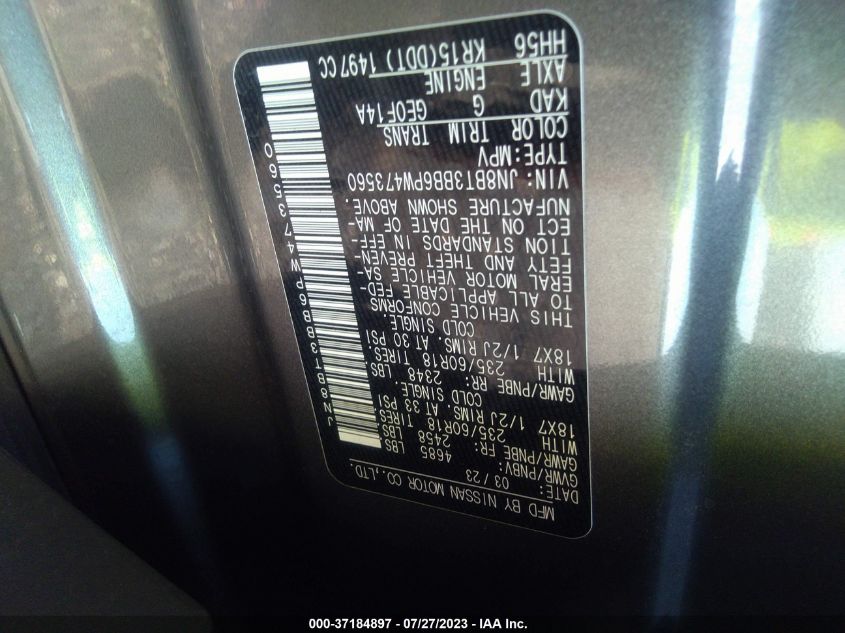 MFD BY NISSAN MOTOR CO.,LTD.
DATE: 03/23
GVWR/PNBV: 4685 LBS
GAWR/PNBE FR: 2458 LBS
WITH 235/60R18 TIRES.
18X7 1/2J RIMS. AT 33 PSI
COLD SINGLE.
GAWR/PNBE RR: 2348 LBS
WITH 235/60R18 TIRES.
18X7 1/2J RIMS. AT 30 PSI
COLD SINGLE.
THIS VEHICLE CONFORMS
TO ALL APPLICABLE FED-
ERAL MOTOR VEHICLE SA-
FETY AND THEFT PREVEN-
TION STANDARDS IN EFF-
ECT ON THE DATE OF MA-
NUFACTURE SHOWN ABOVE.
VIN: JN8BT3BB6PW473560
TYPE:MPV
COLOR TRIM TRANS
KAD G GE0F14A
AXLE ENGINE
HH56 KR15(DDT) 1497CC
JN8BT3BB6PW473560
000-37184897 - 07/27/2023 - IAA Inc.